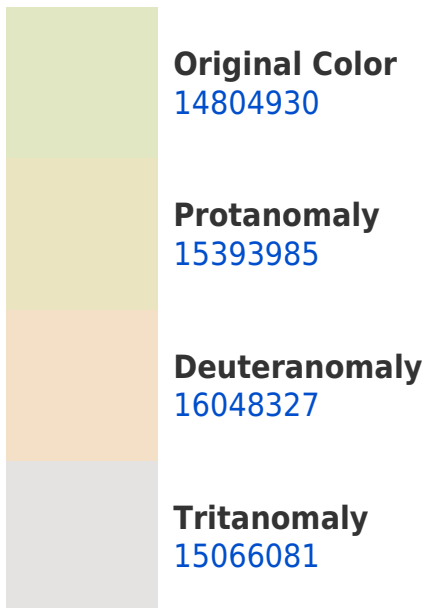 Original Color
14804930
Protanomaly
15393985
Deuteranomaly
16048327
Tritanomaly
15066081